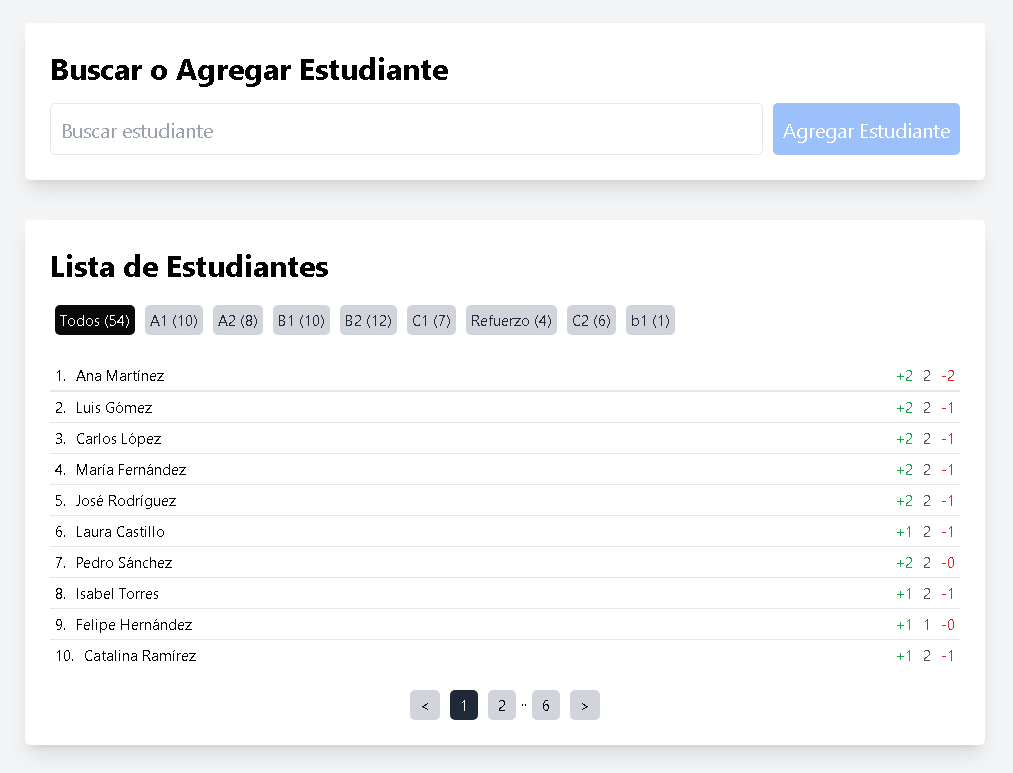 Buscar o Agregar Estudiante
Buscar estudiante Agregar Estudiante
Lista de Estudiantes
Todos (54) A1 (10) A2 (8) B1 (10) B2 (12) C1 (7) Refuerzo (4) C2 (6) b1 (1)
1. Ana Martínez +2 2 -2
2. Luis Gómez +2 2 -1
3. Carlos López +2 2 -1
4. María Fernández +2 2 -1
5. José Rodríguez +2 2 -1
6. Laura Castillo +1 2 -1
7. Pedro Sánchez +2 2 -0
8. Isabel Torres +1 2 -1
9. Felipe Hernández +1 1 -0
10. Catalina Ramírez +1 2 -1
< 1 2 .. 6 >